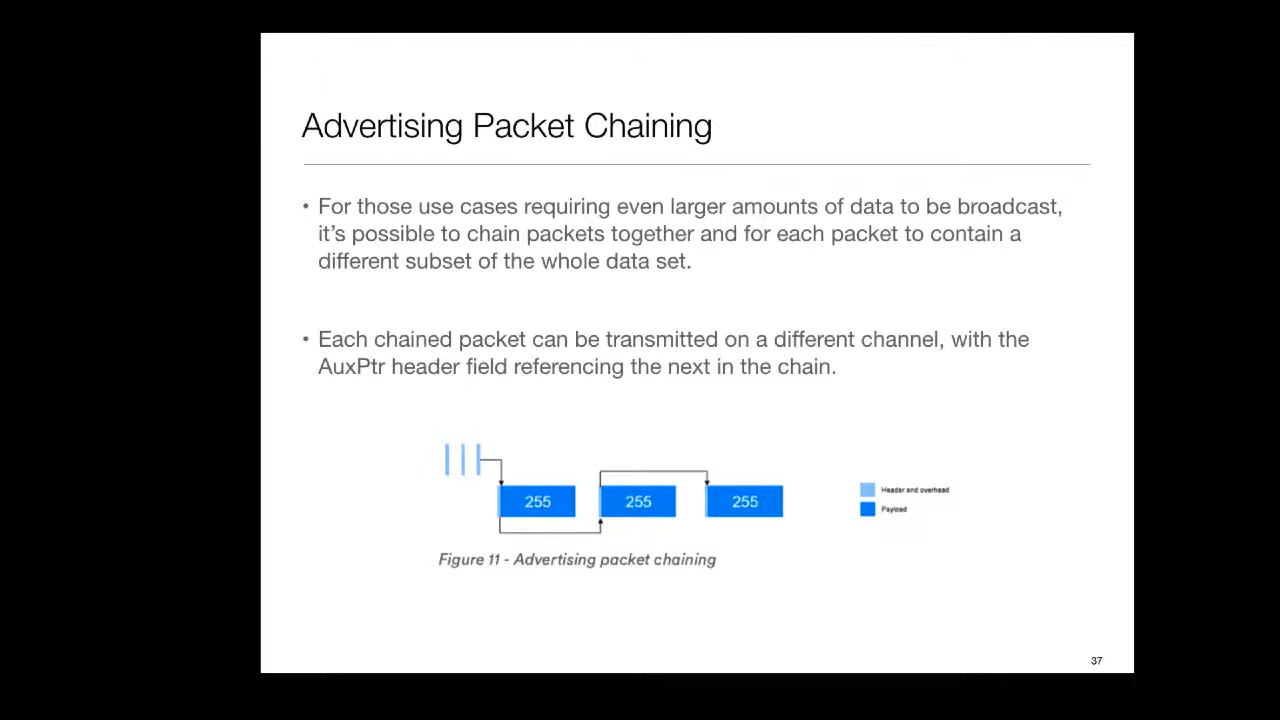 Advertising Packet Chaining
• For those use cases requiring even larger amounts of data to be broadcast,
it’s possible to chain packets together and for each packet to contain a
different subset of the whole data set.
• Each chained packet can be transmitted on a different channel, with the
AuxPtr header field referencing the next in the chain.
255 255 255
Header and overhead
Payload
Figure 11 - Advertising packet chaining
37